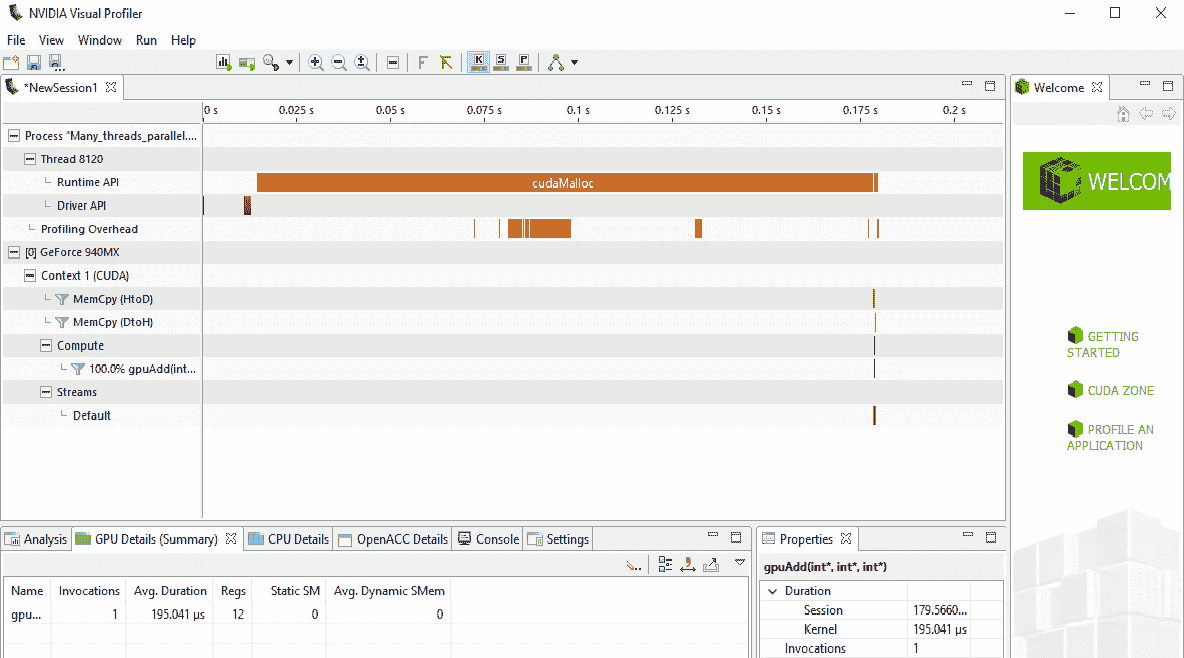 NVIDIA Visual Profiler
File View Window Run Help
K S P
*NewSession1
0 s 0.025 s 0.05 s 0.075 s 0.1 s 0.125 s 0.15 s 0.175 s 0.2 s
Process "Many_threads_parallel....
Thread 8120
Runtime API
cudaMalloc
Driver API
Profiling Overhead
[0] GeForce 940MX
Context 1 (CUDA)
MemCpy (HtoD)
MemCpy (DtoH)
Compute
100.0% gpuAdd(int...
Streams
Default
Welcome
WELCOM
GETTING
STARTED
CUDA ZONE
PROFILE AN
APPLICATION
Analysis GPU Details (Summary) CPU Details OpenACC Details Console Settings
Name Invocations Avg. Duration Regs Static SM Avg. Dynamic SMem
gpu... 1 195.041 µs 12 0 0
Properties
gpuAdd(int*, int*, int*)
Duration
Session 179.5660...
Kernel 195.041 µs
Invocations 1